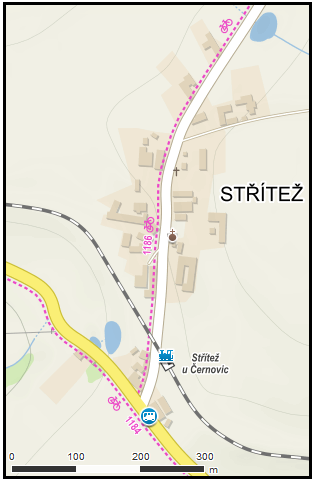 STŘÍTEŽ
1186
Střítež
u Černovic
1184
0 100 200 300
m